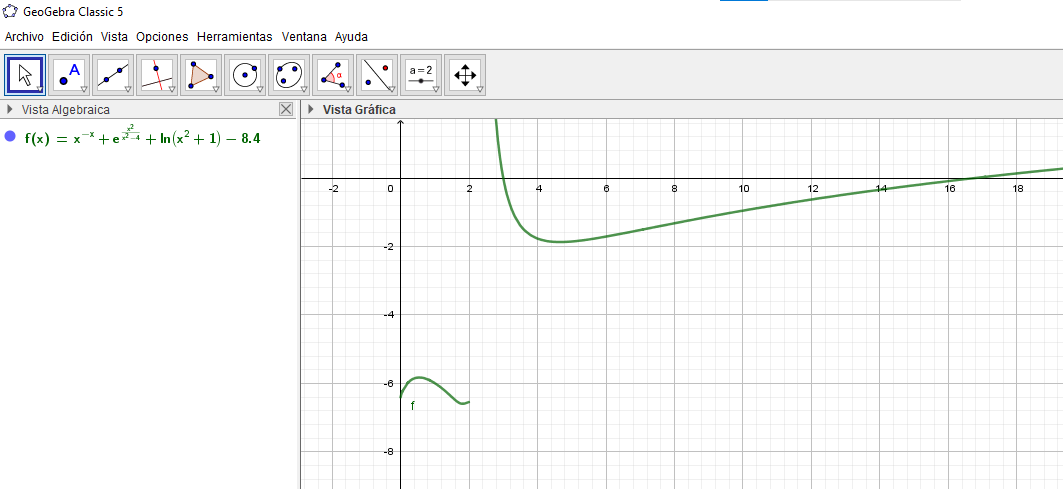 GeoGebra Classic 5
Archivo Edición Vista Opciones Herramientas Ventana Ayuda
A α a = 2
Vista Algebraica
Vista Gráfica
f(x) = x^(-x) + e^(x^2/(x^2-4)) + ln(x^2 + 1) − 8.4
-2 0 2 4 6 8 10 12 14 16 18
-2
-4
-6
f
-8